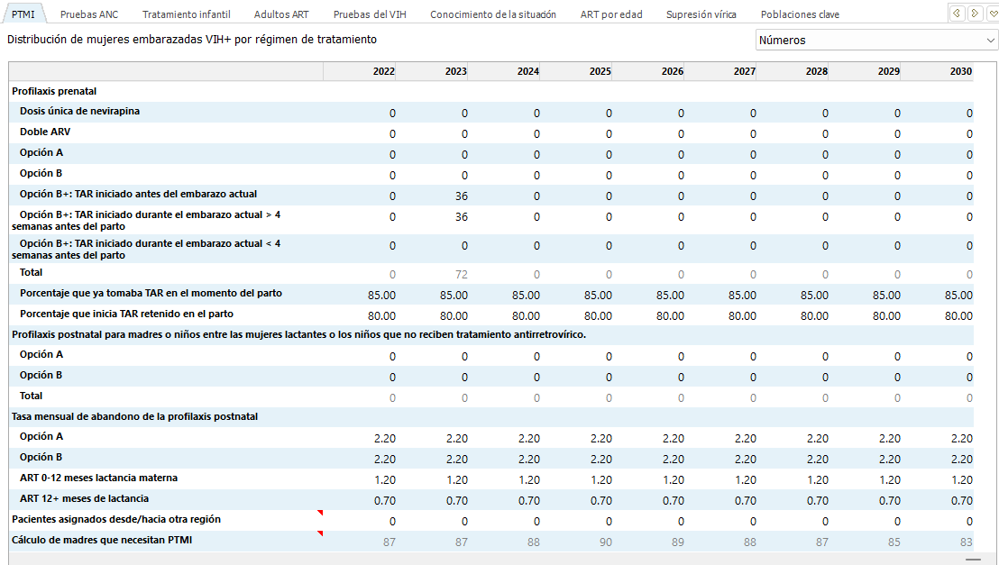 PTMI Pruebas ANC Tratamiento infantil Adultos ART Pruebas del VIH Conocimiento de la situación ART por edad Supresión vírica Poblaciones clave
Distribución de mujeres embarazadas VIH+ por régimen de tratamiento Números
2022 2023 2024 2025 2026 2027 2028 2029 2030
Profilaxis prenatal
Dosis única de nevirapina 0 0 0 0 0 0 0 0 0
Doble ARV 0 0 0 0 0 0 0 0 0
Opción A 0 0 0 0 0 0 0 0 0
Opción B 0 0 0 0 0 0 0 0 0
Opción B+: TAR iniciado antes del embarazo actual 0 36 0 0 0 0 0 0 0
Opción B+: TAR iniciado durante el embarazo actual > 4
semanas antes del parto 0 36 0 0 0 0 0 0 0
Opción B+: TAR iniciado durante el embarazo actual < 4
semanas antes del parto 0 0 0 0 0 0 0 0 0
Total 0 72 0 0 0 0 0 0 0
Porcentaje que ya tomaba TAR en el momento del parto 85.00 85.00 85.00 85.00 85.00 85.00 85.00 85.00 85.00
Porcentaje que inicia TAR retenido en el parto 80.00 80.00 80.00 80.00 80.00 80.00 80.00 80.00 80.00
Profilaxis postnatal para madres o niños entre las mujeres lactantes o los niños que no reciben tratamiento antirretrovírico.
Opción A 0 0 0 0 0 0 0 0 0
Opción B 0 0 0 0 0 0 0 0 0
Total 0 0 0 0 0 0 0 0 0
Tasa mensual de abandono de la profilaxis postnatal
Opción A 2.20 2.20 2.20 2.20 2.20 2.20 2.20 2.20 2.20
Opción B 2.20 2.20 2.20 2.20 2.20 2.20 2.20 2.20 2.20
ART 0-12 meses lactancia materna 1.20 1.20 1.20 1.20 1.20 1.20 1.20 1.20 1.20
ART 12+ meses de lactancia 0.70 0.70 0.70 0.70 0.70 0.70 0.70 0.70 0.70
Pacientes asignados desde/hacia otra región 0 0 0 0 0 0 0 0 0
Cálculo de madres que necesitan PTMI 87 87 88 90 89 88 87 85 83